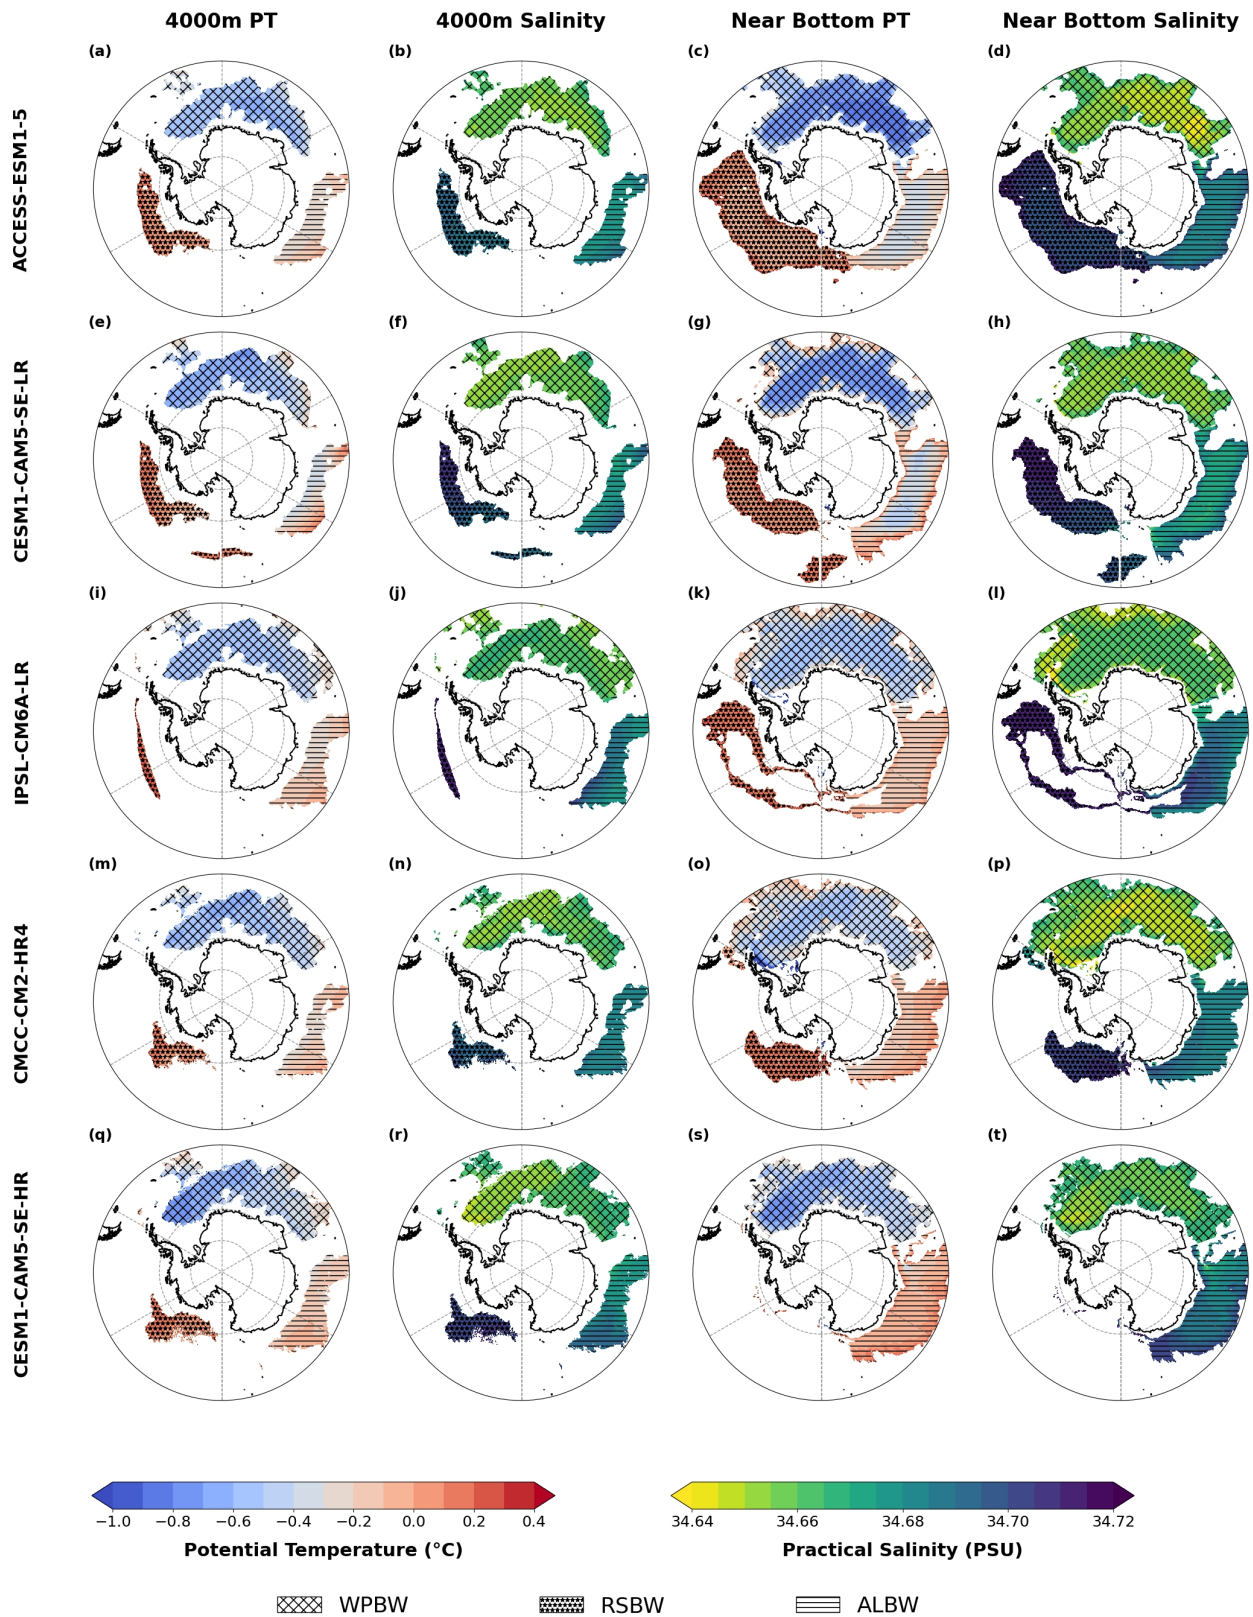 4000m PT 4000m Salinity Near Bottom PT Near Bottom Salinity
(a) (b) (c) (d)
ACCESS-ESM1-5
(e) (f) (g) (h)
CESM1-CAM5-SE-LR
(i) (j) (k) (l)
IPSL-CM6A-LR
(m) (n) (o) (p)
CMCC-CM2-HR4
(q) (r) (s) (t)
CESM1-CAM5-SE-HR
−1.0 −0.8 −0.6 −0.4 −0.2 0.0 0.2 0.4
Potential Temperature (°C)
34.64 34.66 34.68 34.70 34.72
Practical Salinity (PSU)
WPBW RSBW ALBW